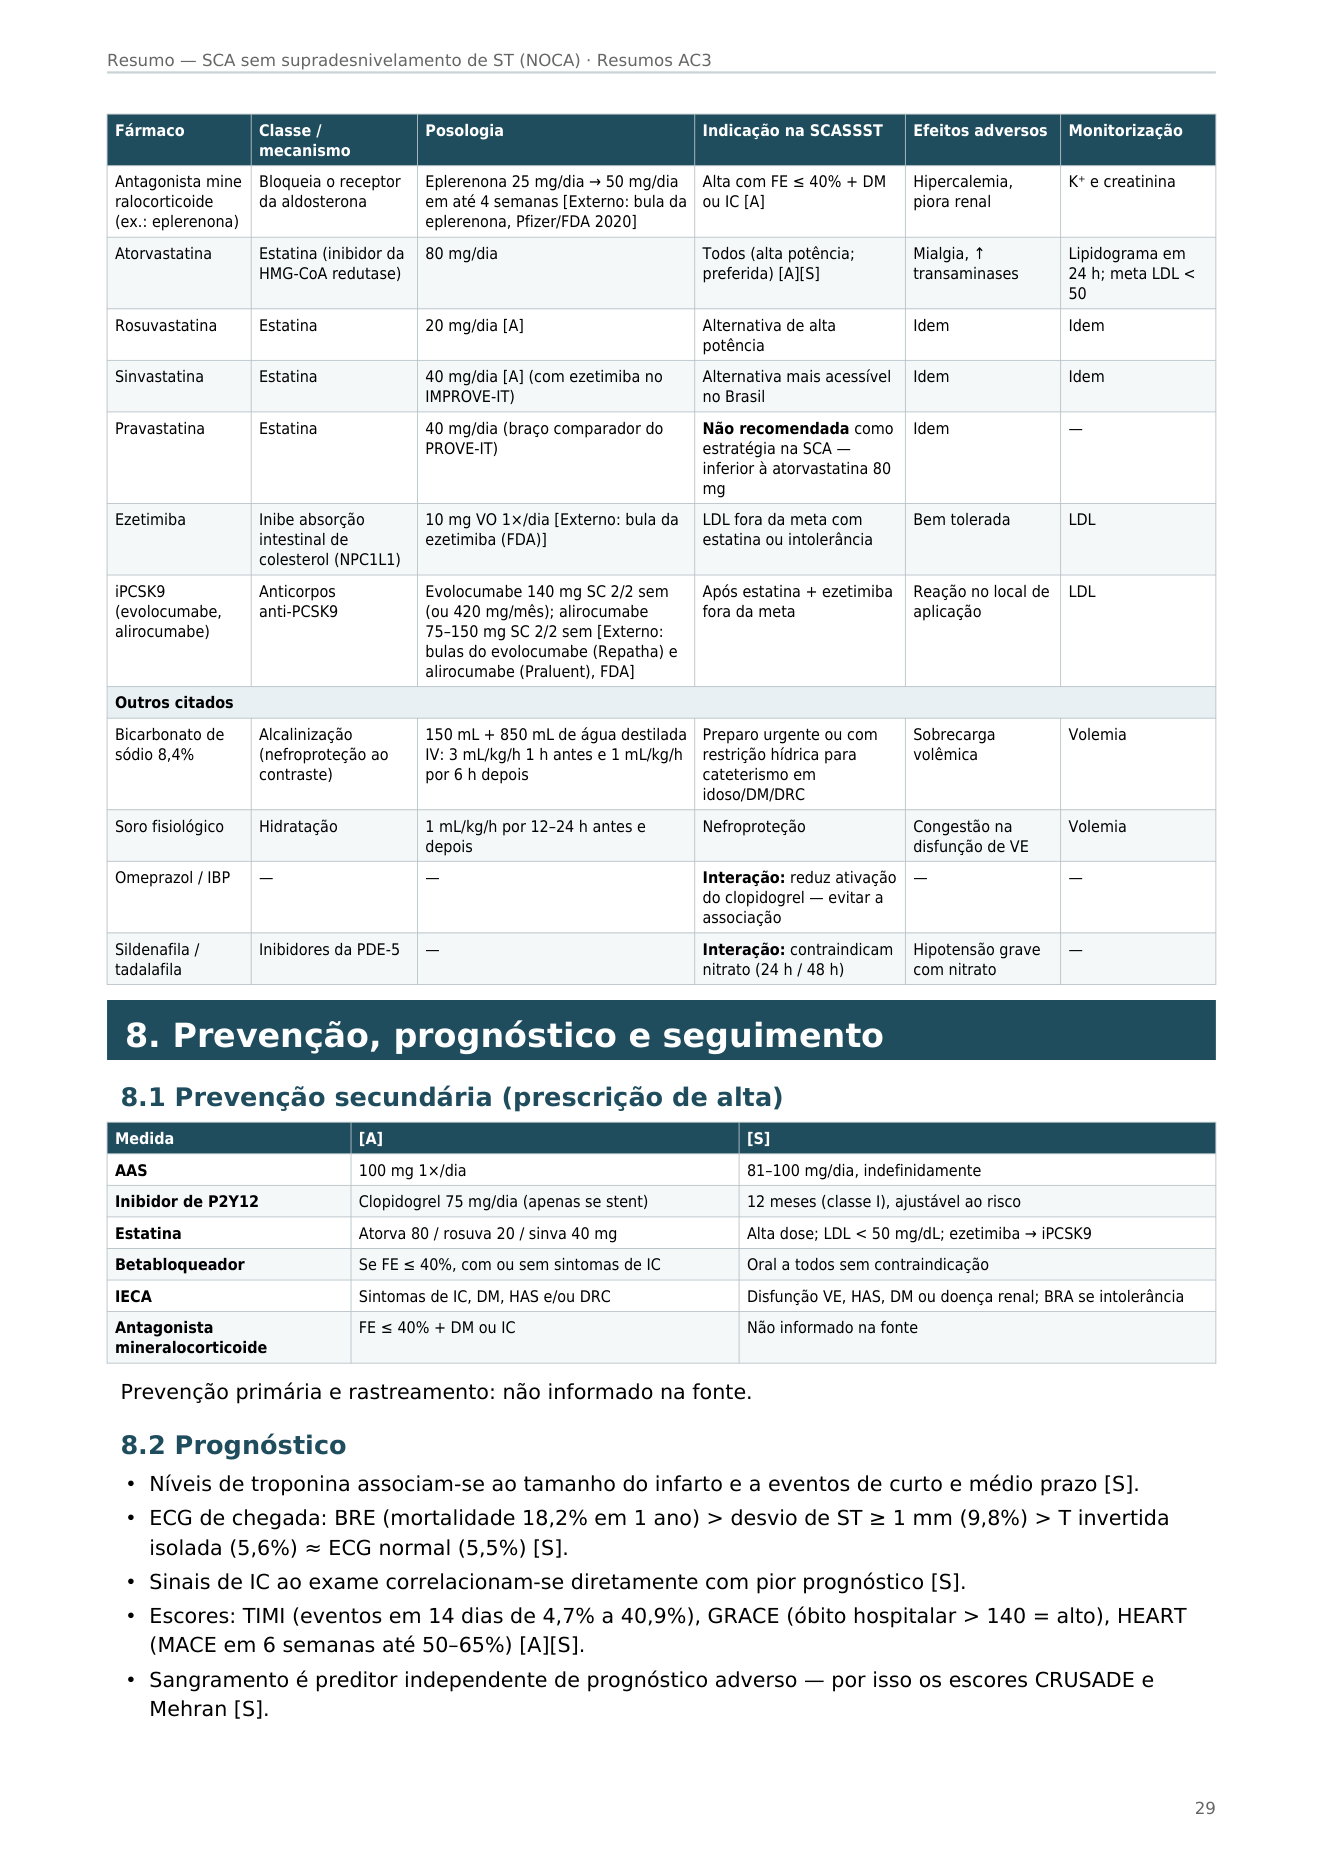 Resumo — SCA sem supradesnivelamento de ST (NOCA) · Resumos AC3
Fármaco
Classe /
mecanismo
Posologia
Indicação na SCASSST
Efeitos adversos
Monitorização
Antagonista mine
ralocorticoide
(ex.: eplerenona)
Bloqueia o receptor
da aldosterona
Eplerenona 25 mg/dia → 50 mg/dia
em até 4 semanas [Externo: bula da
eplerenona, Pfizer/FDA 2020]
Alta com FE ≤ 40% + DM
ou IC [A]
Hipercalemia,
piora renal
K⁺ e creatinina
Atorvastatina
Estatina (inibidor da
HMG-CoA redutase)
80 mg/dia
Todos (alta potência;
preferida) [A][S]
Mialgia, ↑
transaminases
Lipidograma em
24 h; meta LDL <
50
Rosuvastatina
Estatina
20 mg/dia [A]
Alternativa de alta
potência
Idem
Idem
Sinvastatina
Estatina
40 mg/dia [A] (com ezetimiba no
IMPROVE-IT)
Alternativa mais acessível
no Brasil
Idem
Idem
Pravastatina
Estatina
40 mg/dia (braço comparador do
PROVE-IT)
Não recomendada como
estratégia na SCA —
inferior à atorvastatina 80
mg
Idem
—
Ezetimiba
Inibe absorção
intestinal de
colesterol (NPC1L1)
10 mg VO 1×/dia [Externo: bula da
ezetimiba (FDA)]
LDL fora da meta com
estatina ou intolerância
Bem tolerada
LDL
iPCSK9
(evolocumabe,
alirocumabe)
Anticorpos
anti-PCSK9
Evolocumabe 140 mg SC 2/2 sem
(ou 420 mg/mês); alirocumabe
75–150 mg SC 2/2 sem [Externo:
bulas do evolocumabe (Repatha) e
alirocumabe (Praluent), FDA]
Após estatina + ezetimiba
fora da meta
Reação no local de
aplicação
LDL
Outros citados
Bicarbonato de
sódio 8,4%
Alcalinização
(nefroproteção ao
contraste)
150 mL + 850 mL de água destilada
IV: 3 mL/kg/h 1 h antes e 1 mL/kg/h
por 6 h depois
Preparo urgente ou com
restrição hídrica para
cateterismo em
idoso/DM/DRC
Sobrecarga
volêmica
Volemia
Soro fisiológico
Hidratação
1 mL/kg/h por 12–24 h antes e
depois
Nefroproteção
Congestão na
disfunção de VE
Volemia
Omeprazol / IBP
—
—
Interação: reduz ativação
do clopidogrel — evitar a
associação
—
—
Sildenafila /
tadalafila
Inibidores da PDE-5
—
Interação: contraindicam
nitrato (24 h / 48 h)
Hipotensão grave
com nitrato
—
8. Prevenção, prognóstico e seguimento
8.1 Prevenção secundária (prescrição de alta)
Medida
[A]
[S]
AAS
100 mg 1×/dia
81–100 mg/dia, indefinidamente
Inibidor de P2Y12
Clopidogrel 75 mg/dia (apenas se stent)
12 meses (classe I), ajustável ao risco
Estatina
Atorva 80 / rosuva 20 / sinva 40 mg
Alta dose; LDL < 50 mg/dL; ezetimiba → iPCSK9
Betabloqueador
Se FE ≤ 40%, com ou sem sintomas de IC
Oral a todos sem contraindicação
IECA
Sintomas de IC, DM, HAS e/ou DRC
Disfunção VE, HAS, DM ou doença renal; BRA se intolerância
Antagonista
mineralocorticoide
FE ≤ 40% + DM ou IC
Não informado na fonte
Prevenção primária e rastreamento: não informado na fonte.
8.2 Prognóstico
• Níveis de troponina associam-se ao tamanho do infarto e a eventos de curto e médio prazo [S].
• ECG de chegada: BRE (mortalidade 18,2% em 1 ano) > desvio de ST ≥ 1 mm (9,8%) > T invertida
isolada (5,6%) ≈ ECG normal (5,5%) [S].
• Sinais de IC ao exame correlacionam-se diretamente com pior prognóstico [S].
• Escores: TIMI (eventos em 14 dias de 4,7% a 40,9%), GRACE (óbito hospitalar > 140 = alto), HEART
(MACE em 6 semanas até 50–65%) [A][S].
• Sangramento é preditor independente de prognóstico adverso — por isso os escores CRUSADE e
Mehran [S].
29